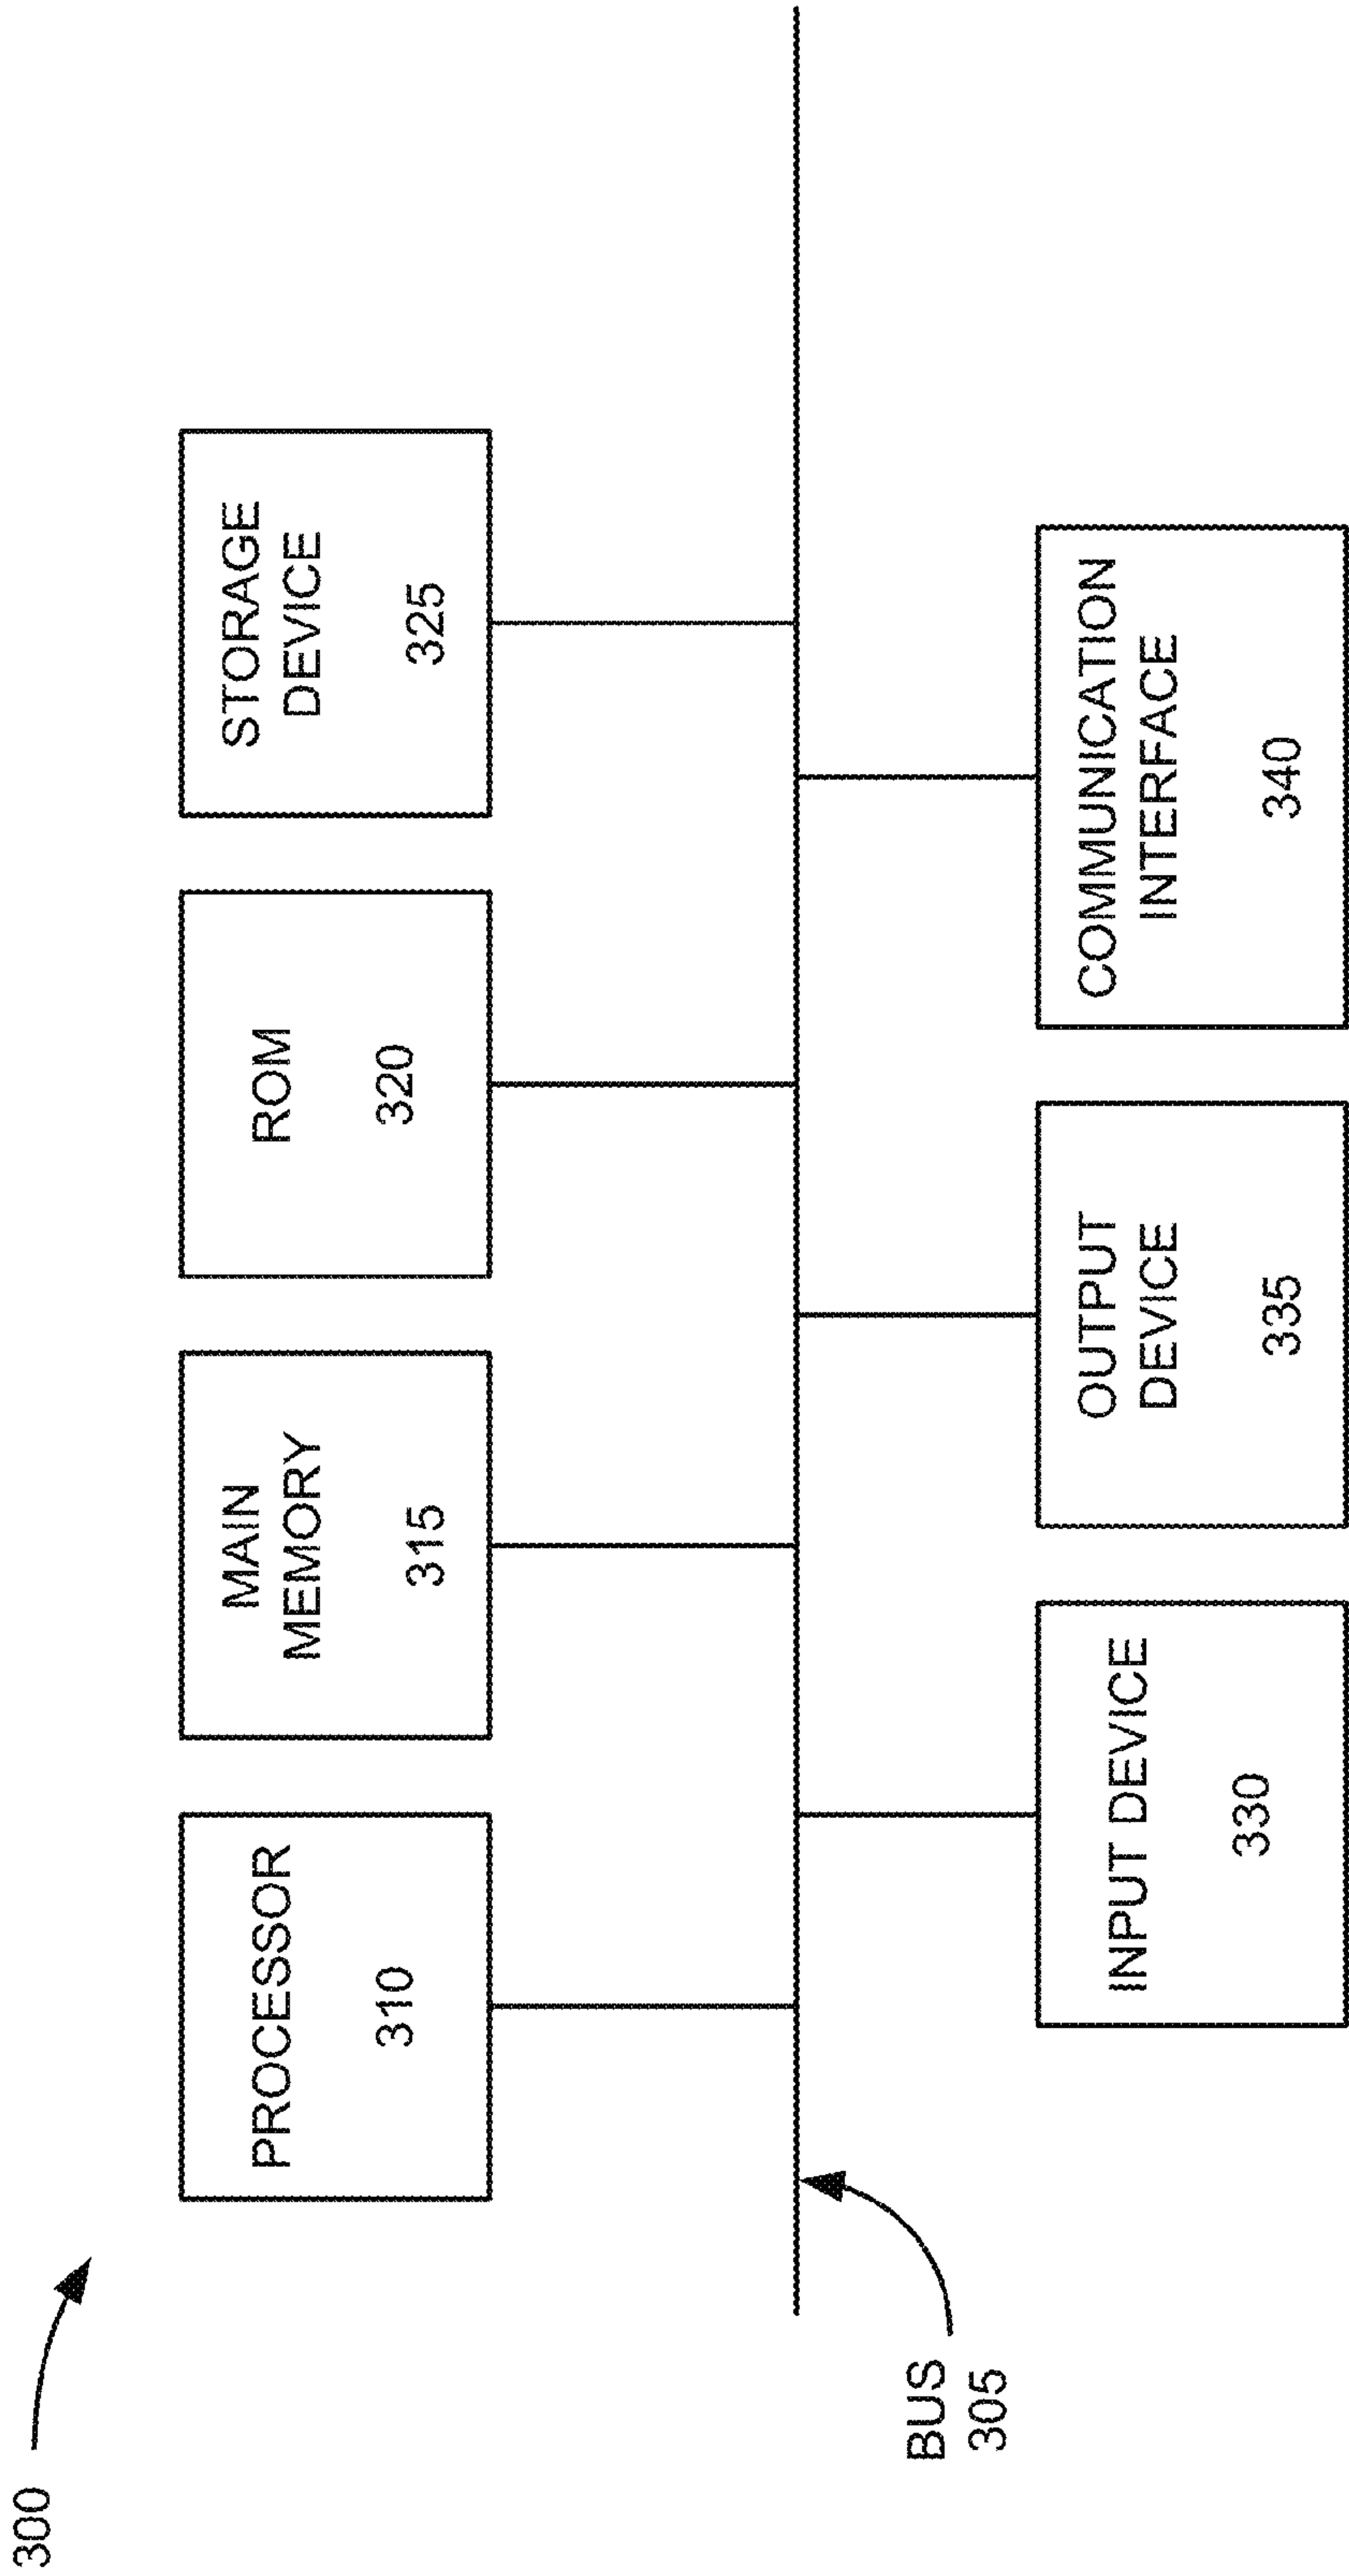 300
PROCESSOR
310
MAIN
MEMORY
315
ROM
320
STORAGE
DEVICE
325
BUS
305
INPUT DEVICE
330
OUTPUT
DEVICE
335
COMMUNICATION
INTERFACE
340